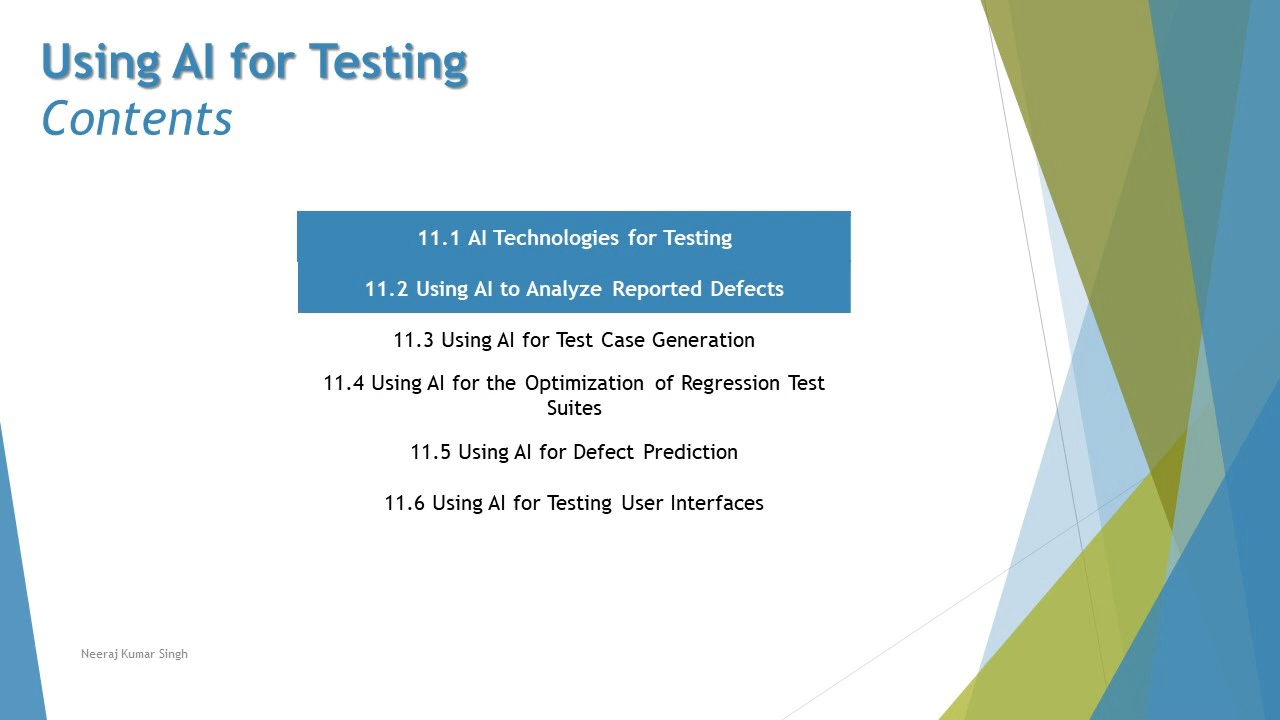 Using AI for Testing
Contents
11.1 AI Technologies for Testing
11.2 Using AI to Analyze Reported Defects
11.3 Using AI for Test Case Generation
11.4 Using AI for the Optimization of Regression Test
Suites
11.5 Using AI for Defect Prediction
11.6 Using AI for Testing User Interfaces
Neeraj Kumar Singh